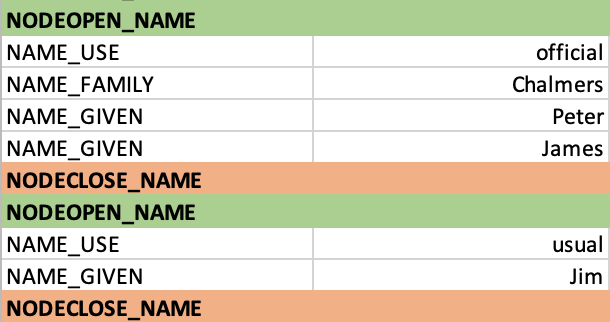 NODEOPEN_NAME
NAME_USE official
NAME_FAMILY Chalmers
NAME_GIVEN Peter
NAME_GIVEN James
NODECLOSE_NAME
NODEOPEN_NAME
NAME_USE usual
NAME_GIVEN Jim
NODECLOSE_NAME